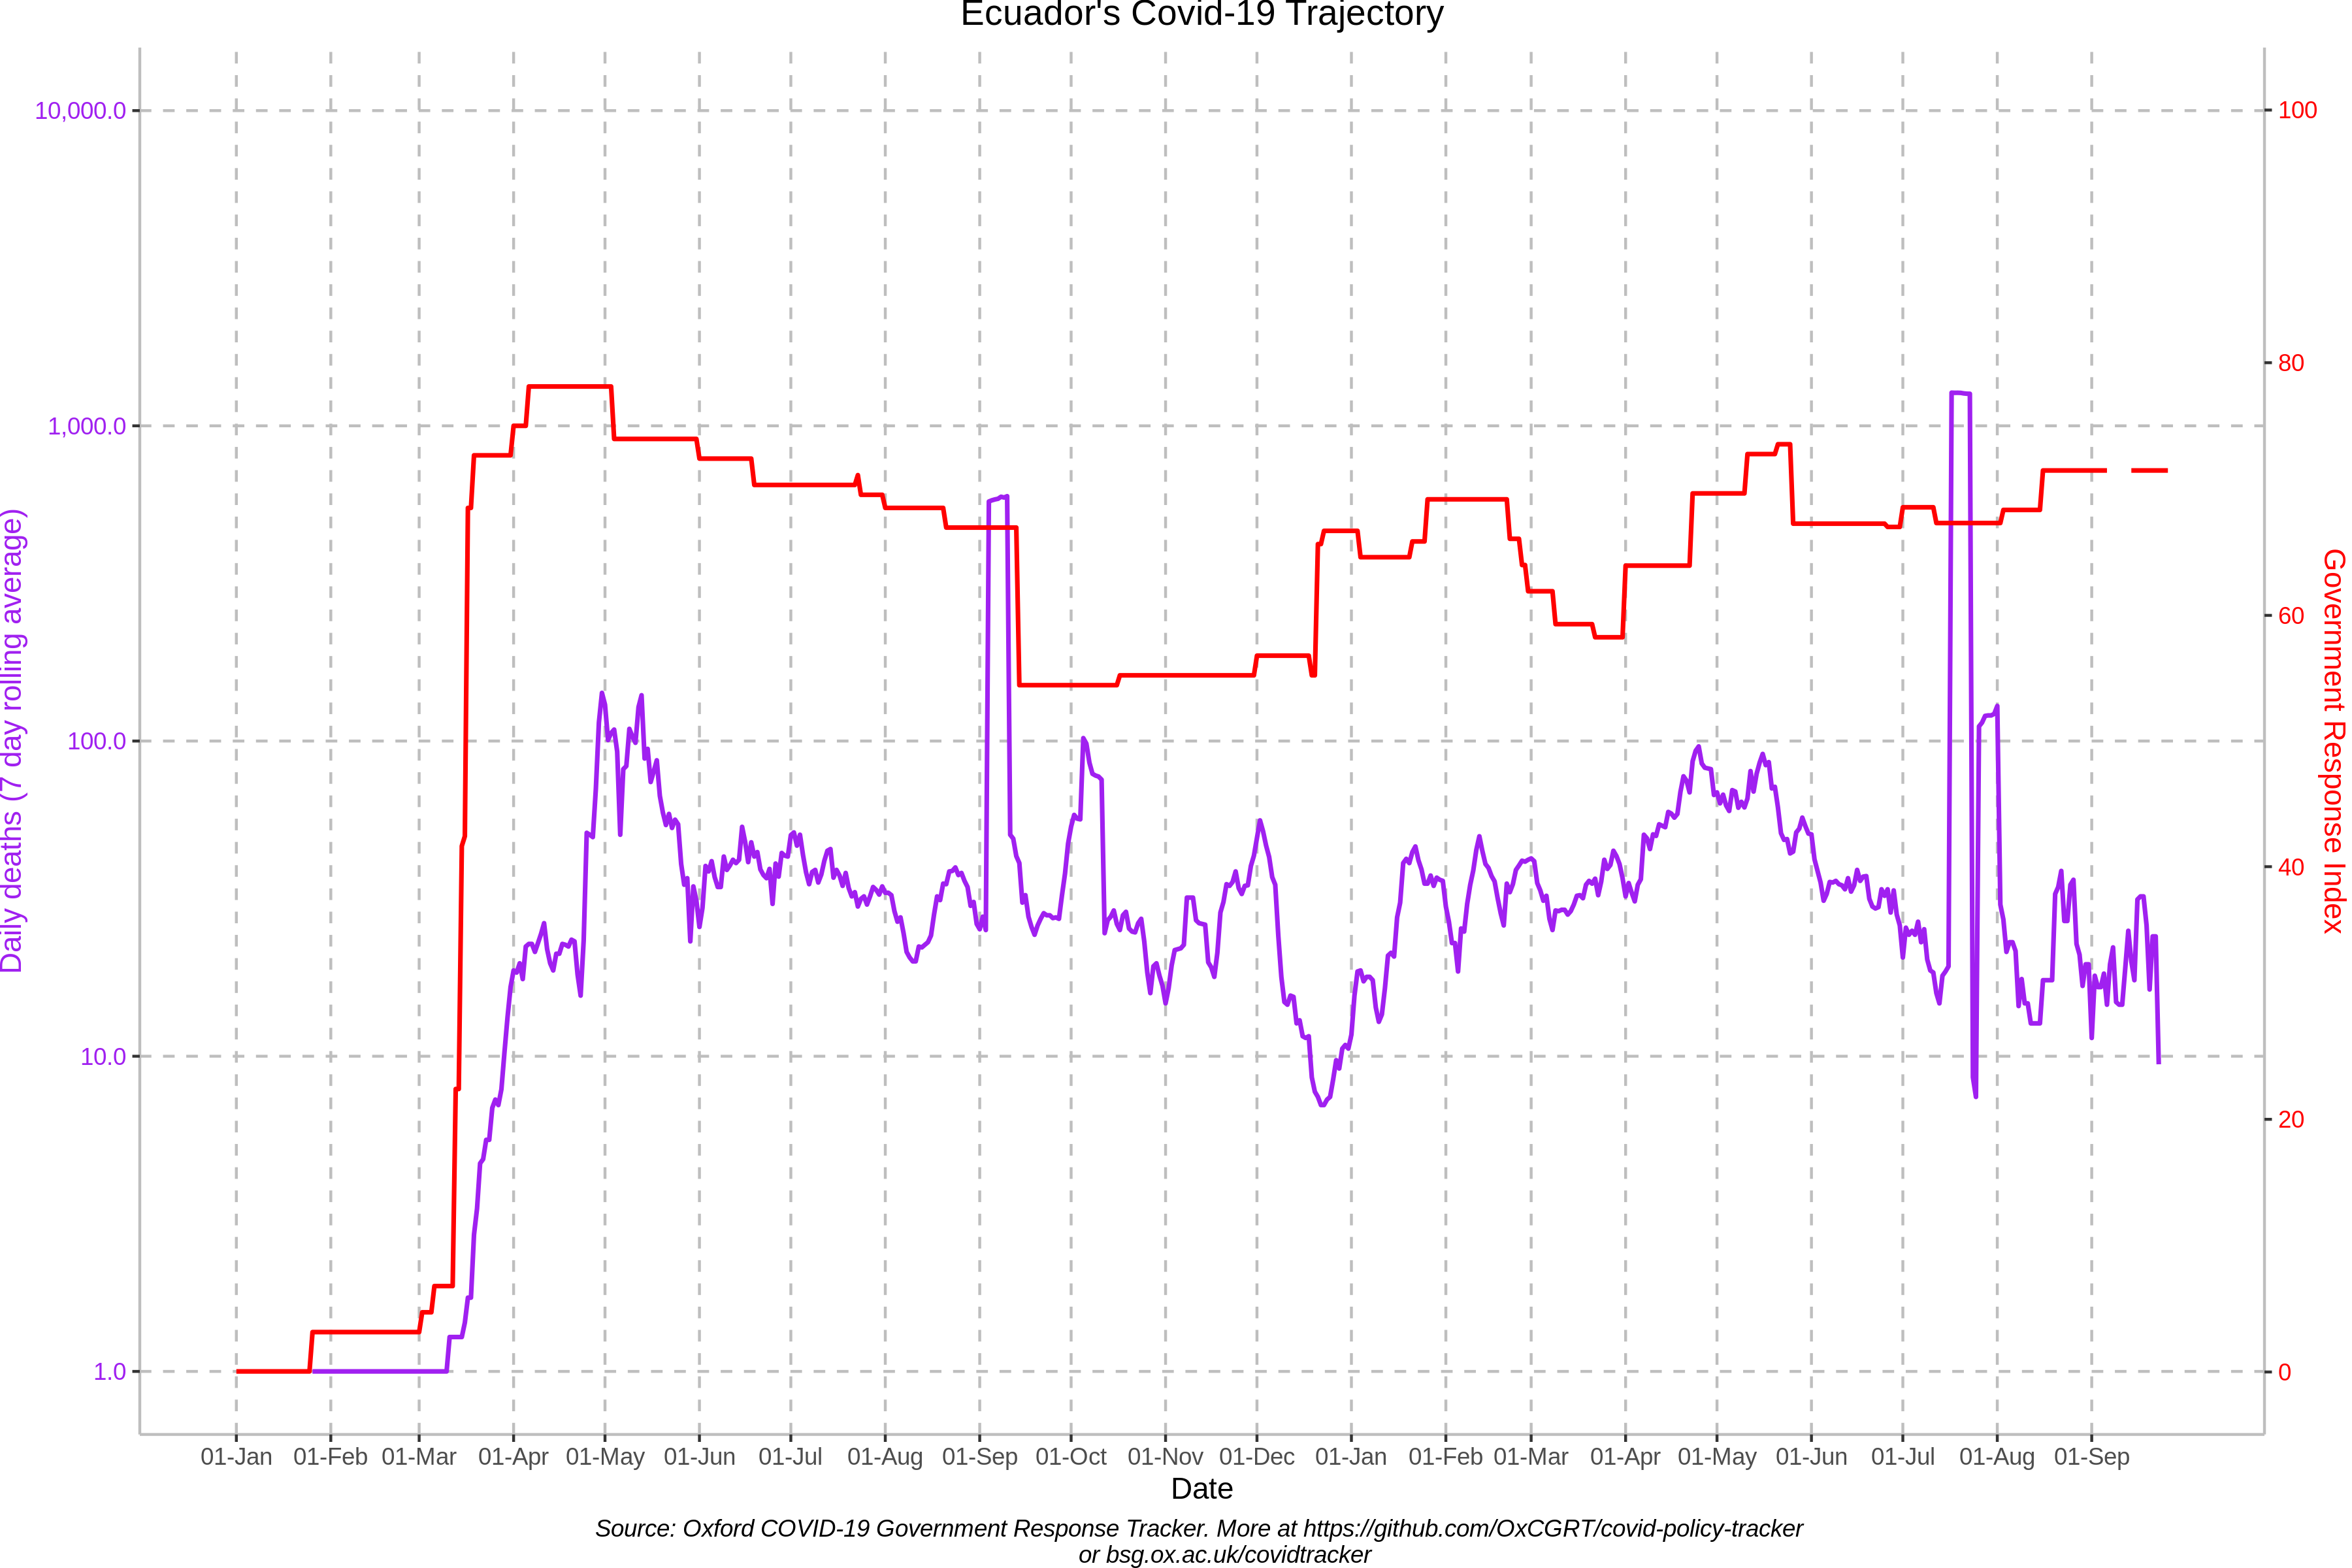 Ecuador's Covid-19 Trajectory
10,000.0
1,000.0
100.0
10.0
1.0
Daily deaths (7 day rolling average)
100
80
60
40
20
0
Government Response Index
01-Jan 01-Feb 01-Mar 01-Apr 01-May 01-Jun 01-Jul 01-Aug 01-Sep 01-Oct 01-Nov 01-Dec 01-Jan 01-Feb 01-Mar 01-Apr 01-May 01-Jun 01-Jul 01-Aug 01-Sep
Date
Source: Oxford COVID-19 Government Response Tracker. More at https://github.com/OxCGRT/covid-policy-tracker
or bsg.ox.ac.uk/covidtracker